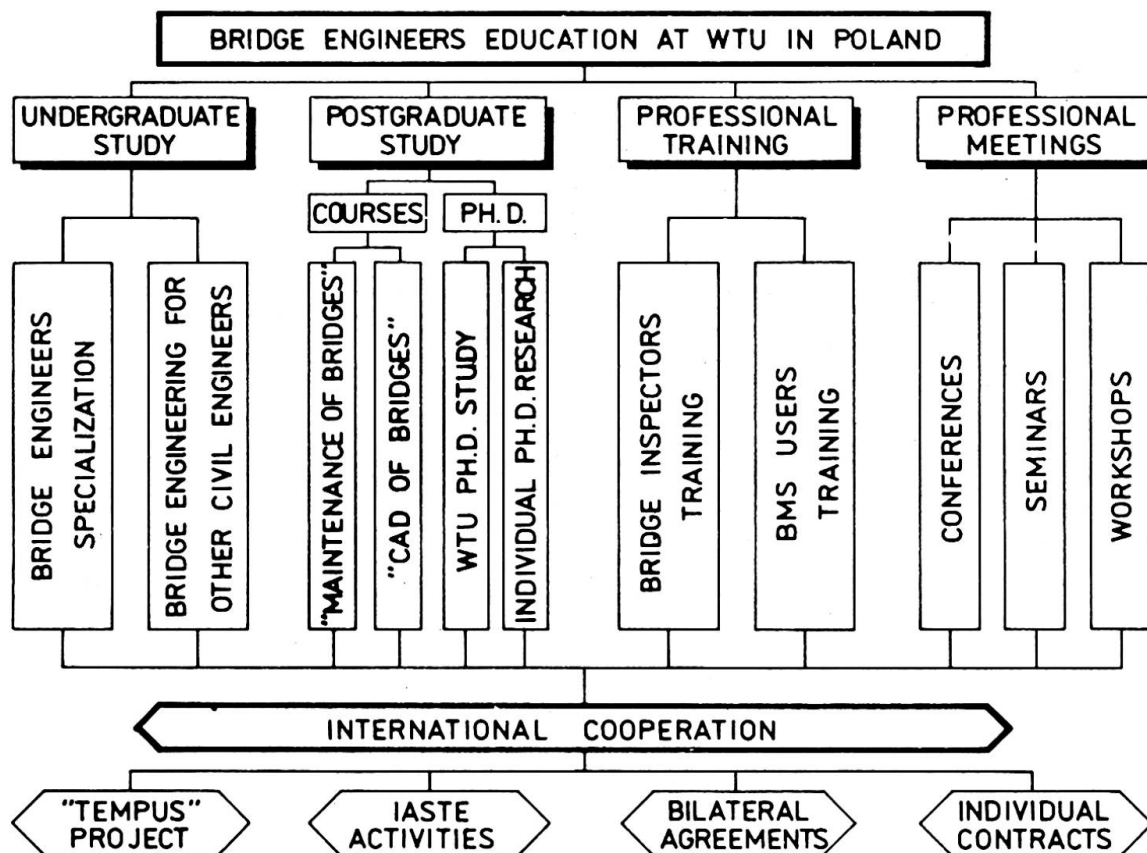 BRIDGE ENGINEERS EDUCATION AT WTU IN POLAND
UNDERGRADUATE
STUDY
POSTGRADUATE
STUDY
PROFESSIONAL
TRAINING
PROFESSIONAL
MEETINGS
COURSES
PH. D.
BRIDGE ENGINEERS
SPECIALIZATION
BRIDGE ENGINEERING FOR
OTHER CIVIL ENGINEERS
"MAINTENANCE OF BRIDGES"
"CAD OF BRIDGES"
WTU PH.D. STUDY
INDIVIDUAL PH.D. RESEARCH
BRIDGE INSPECTORS
TRAINING
BMS USERS
TRAINING
CONFERENCES
SEMINARS
WORKSHOPS
INTERNATIONAL COOPERATION
"TEMPUS"
PROJECT
IASTE
ACTIVITIES
BILATERAL
AGREEMENTS
INDIVIDUAL
CONTRACTS